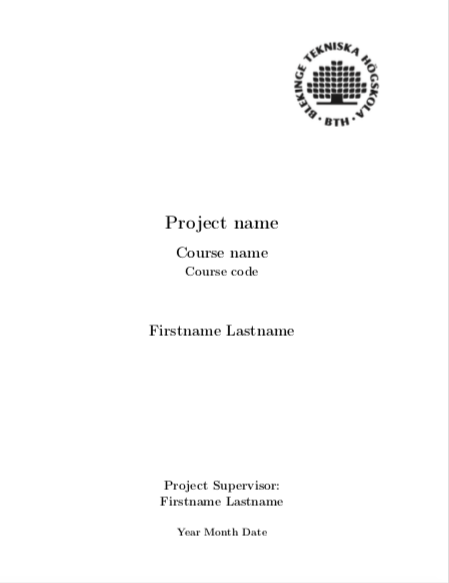 BLEKINGE TEKNISKA HÖGSKOLA · BTH ·
Project name
Course name
Course code
Firstname Lastname
Project Supervisor:
Firstname Lastname
Year Month Date